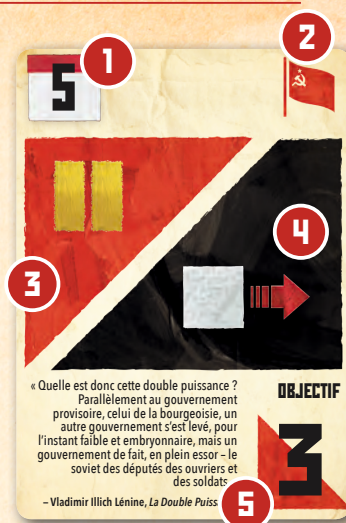 1
2
5
3
4
« Quelle est donc cette double puissance ?
Parallèlement au gouvernement
provisoire, celui de la bourgeoisie, un
autre gouvernement s'est levé, pour
l'instant faible et embryonnaire, mais un
gouvernement de fait, en plein essor – le
soviet des députés des ouvriers et
des soldats
– Vladimir Illich Lénine, La Double
OBJECTIF
3
5